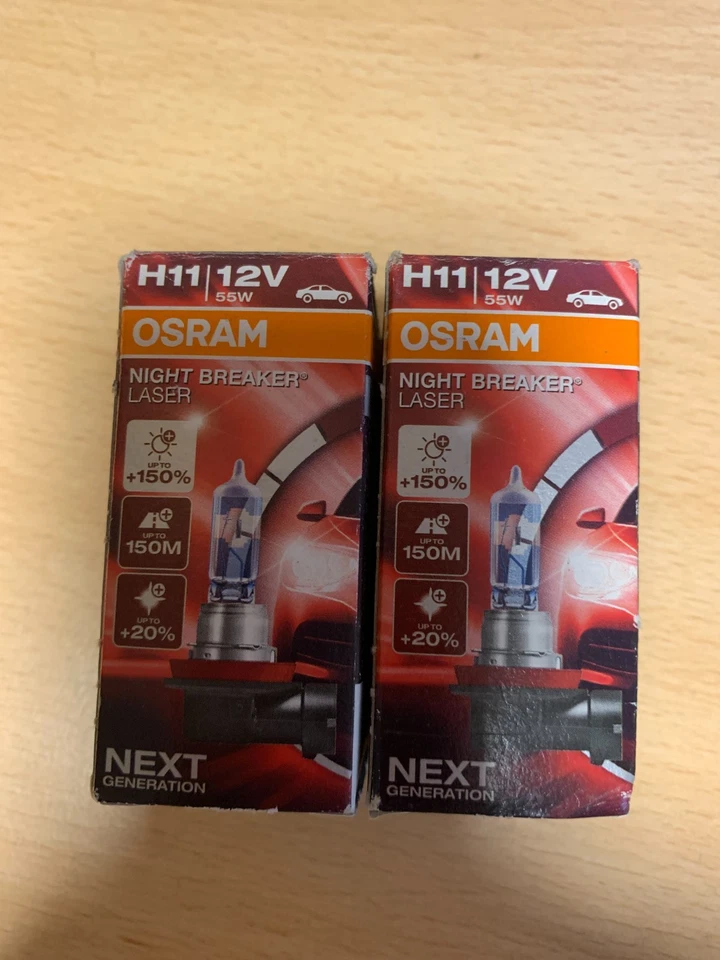 H11 | 12V
55W
OSRAM
NIGHT BREAKER®
LASER
UP TO
+150%
UP TO
150M
UP TO
+20%
NEXT
GENERATION
H11 | 12V
55W
OSRAM
NIGHT BREAKER®
LASER
UP TO
+150%
UP TO
150M
UP TO
+20%
NEXT
GENERATION